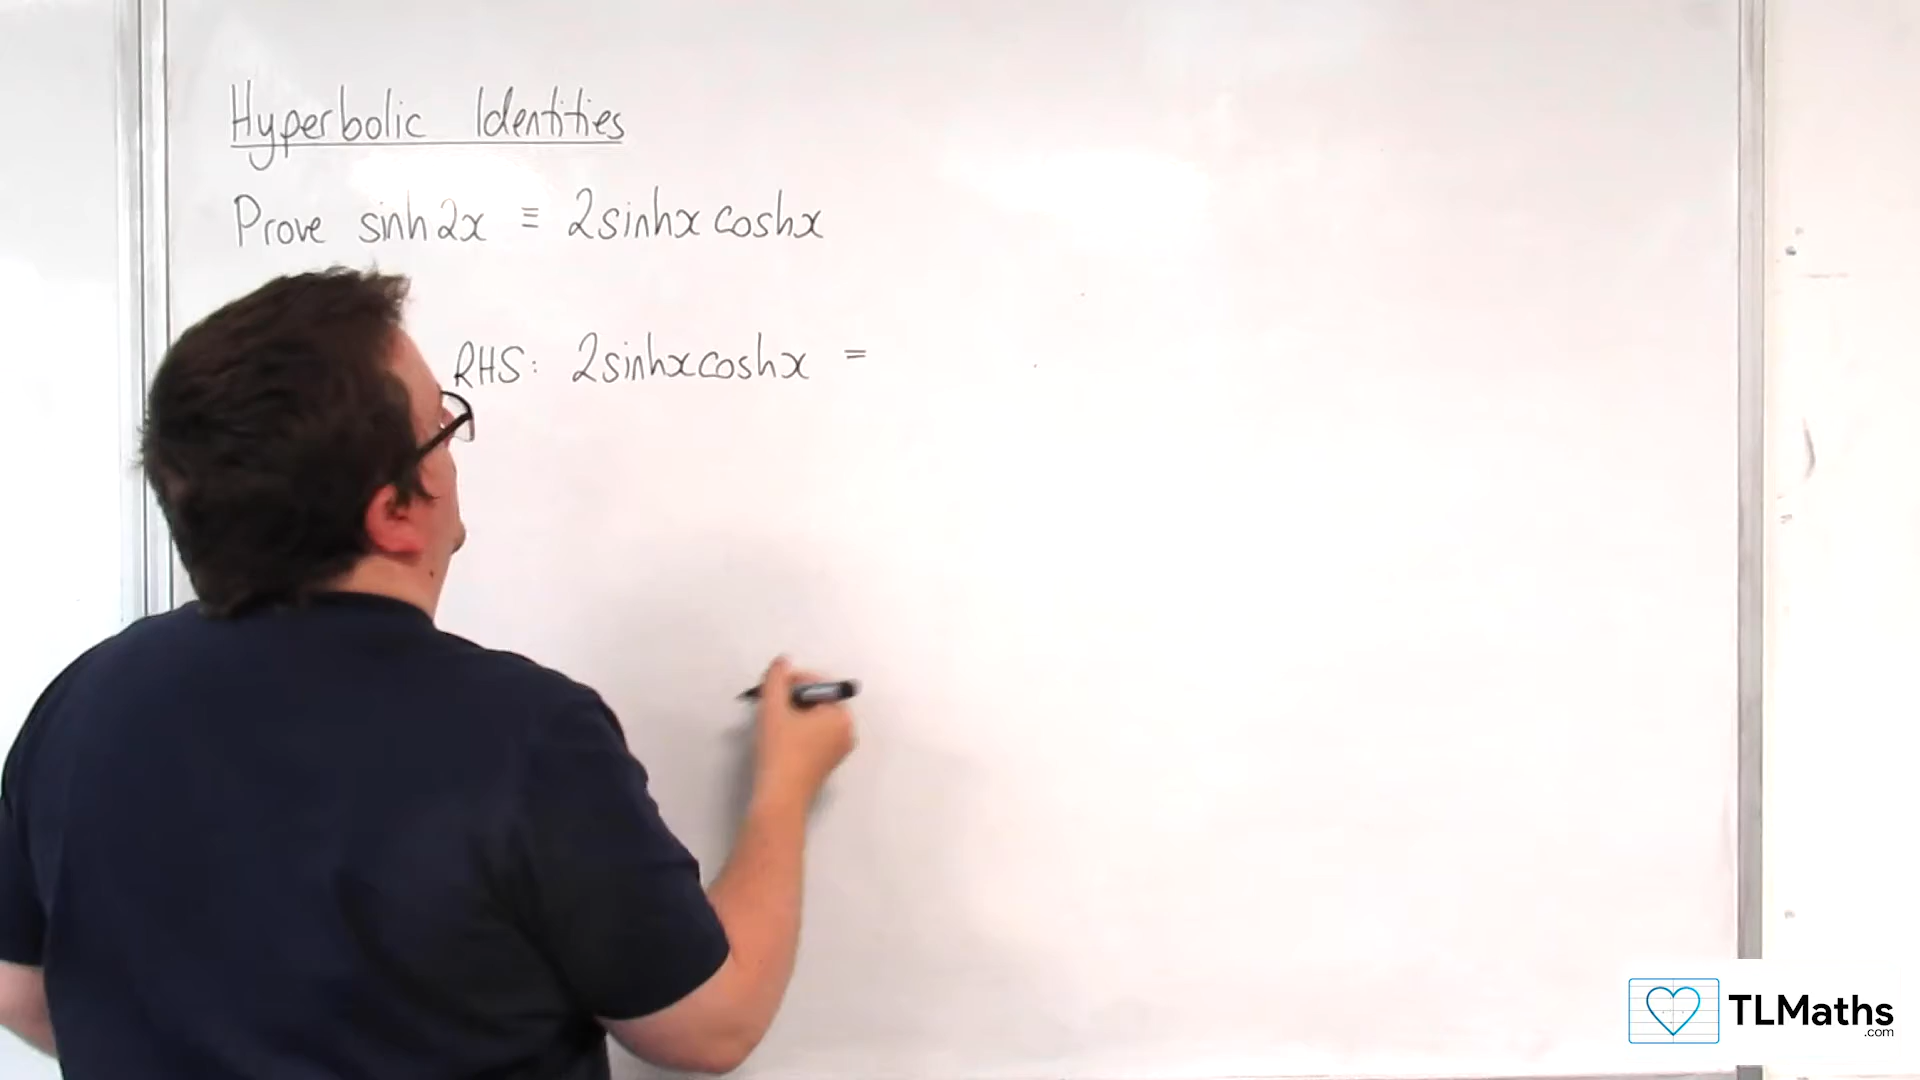 Hyperbolic Identities
Prove sinh2x ≡ 2sinhx coshx
RHS: 2sinhxcoshx =
TLMaths
.com